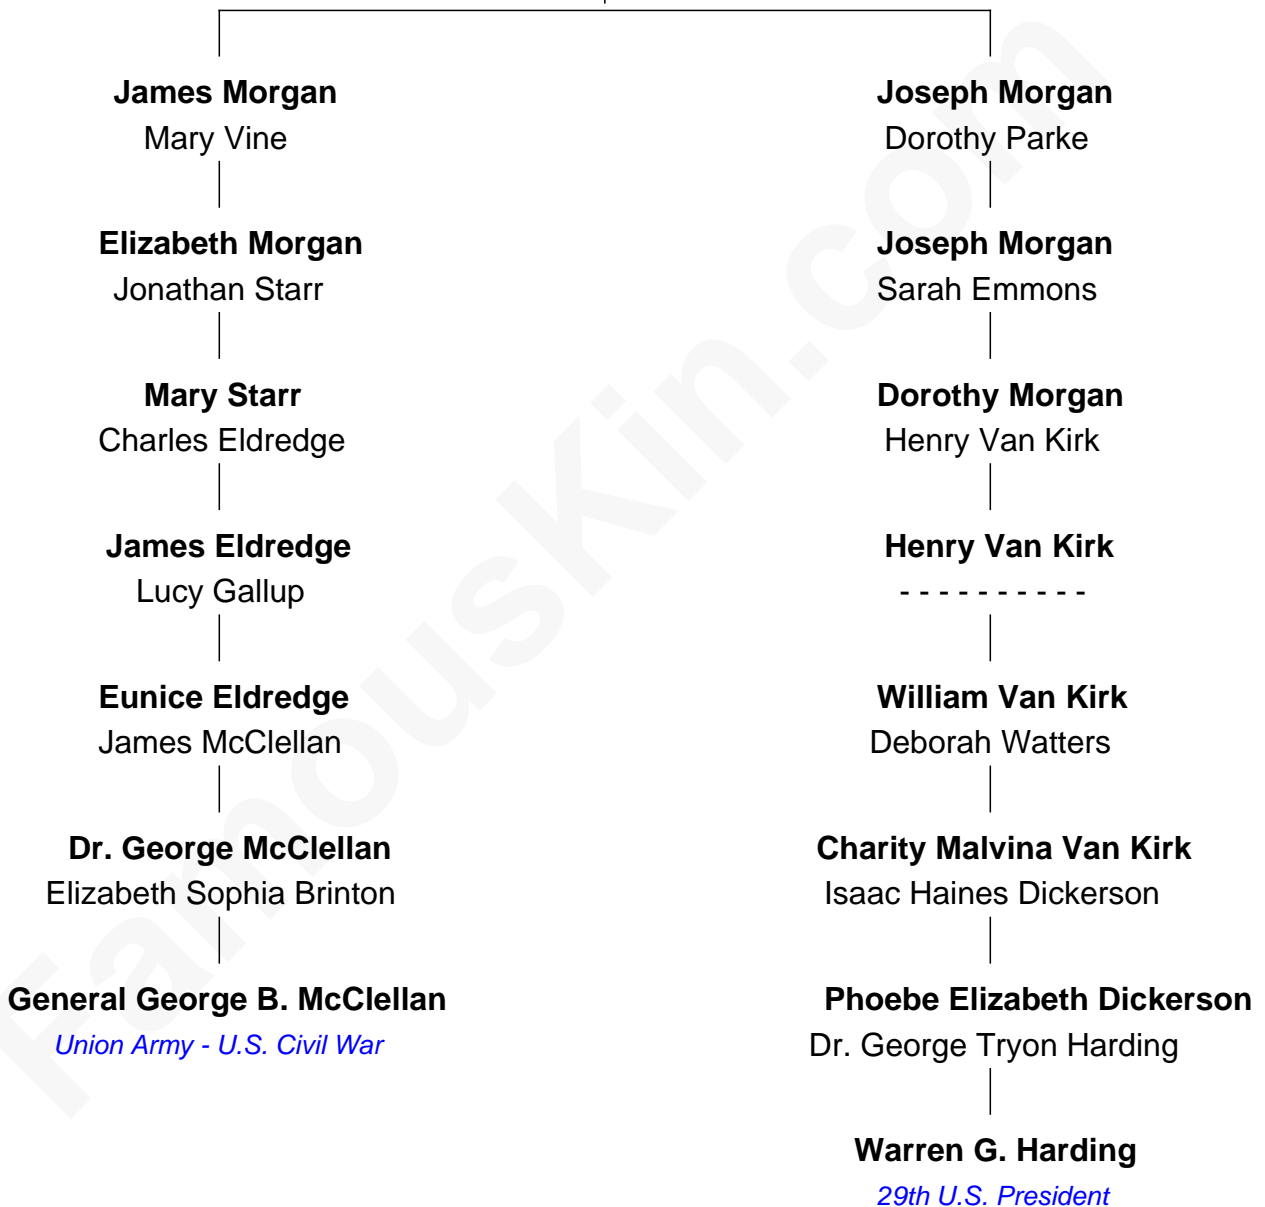 James Morgan
Mary Vine
Elizabeth Morgan
Jonathan Starr
Mary Starr
Charles Eldredge
James Eldredge
Lucy Gallup
Eunice Eldredge
James McClellan
Dr. George McClellan
Elizabeth Sophia Brinton
General George B. McClellan
Union Army - U.S. Civil War
Joseph Morgan
Dorothy Parke
Joseph Morgan
Sarah Emmons
Dorothy Morgan
Henry Van Kirk
Henry Van Kirk
- - - - - - - - - -
William Van Kirk
Deborah Watters
Charity Malvina Van Kirk
Isaac Haines Dickerson
Phoebe Elizabeth Dickerson
Dr. George Tryon Harding
Warren G. Harding
29th U.S. President
FamousKin.com